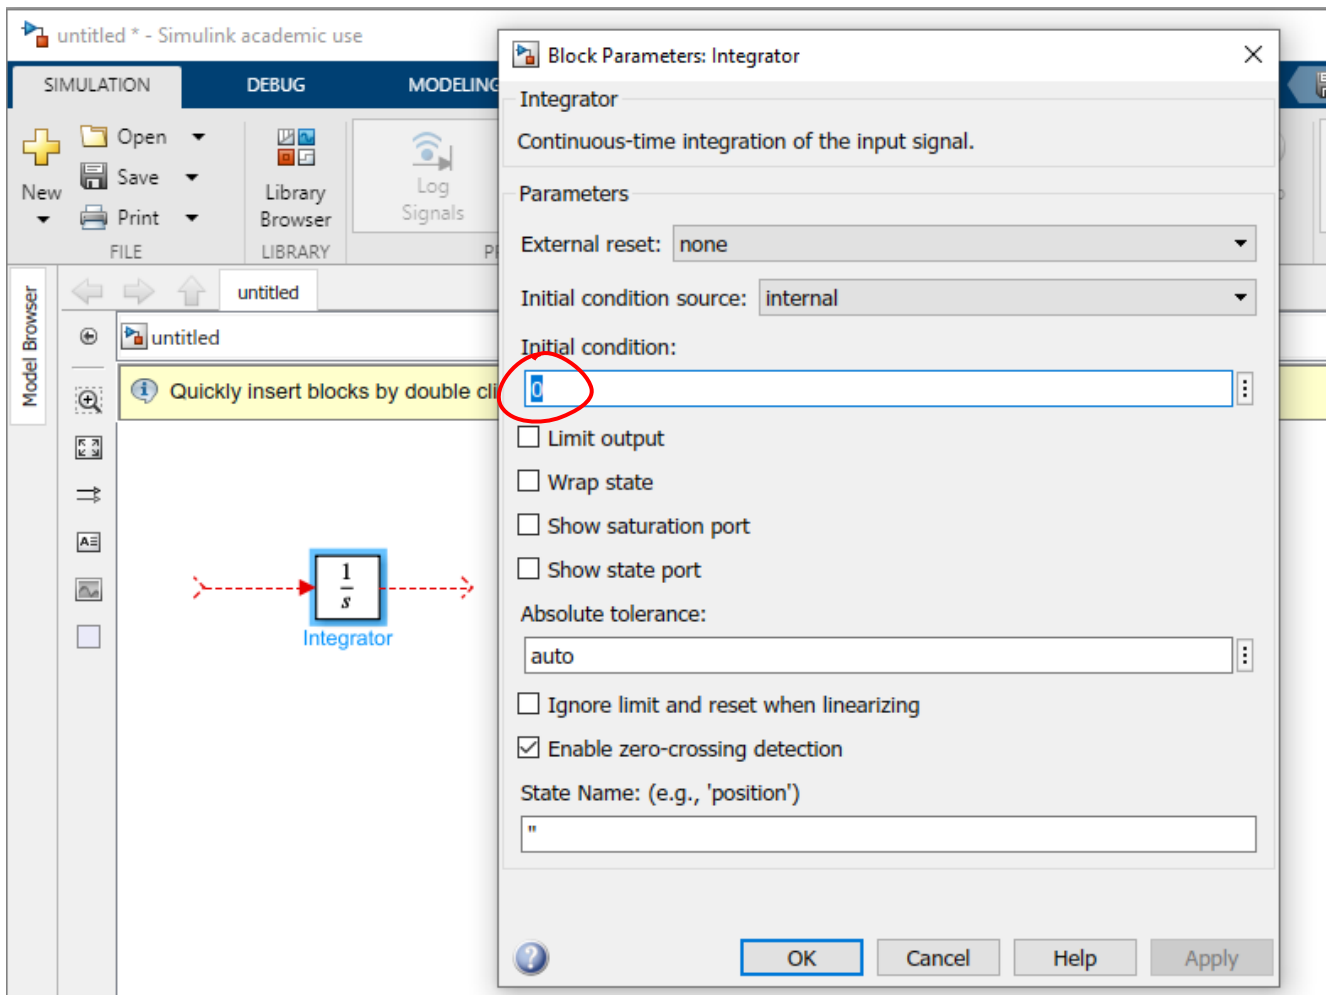 untitled * - Simulink academic use
SIMULATION
DEBUG
MODELING
New
Open
Save
Print
FILE
Library
Browser
LIBRARY
Log
Signals
Model Browser
untitled
untitled
Quickly insert blocks by double cli
1
s
Integrator
Block Parameters: Integrator
Integrator
Continuous-time integration of the input signal.
Parameters
External reset: none
Initial condition source: internal
Initial condition:
0
Limit output
Wrap state
Show saturation port
Show state port
Absolute tolerance:
auto
Ignore limit and reset when linearizing
Enable zero-crossing detection
State Name: (e.g., 'position')
''
OK
Cancel
Help
Apply